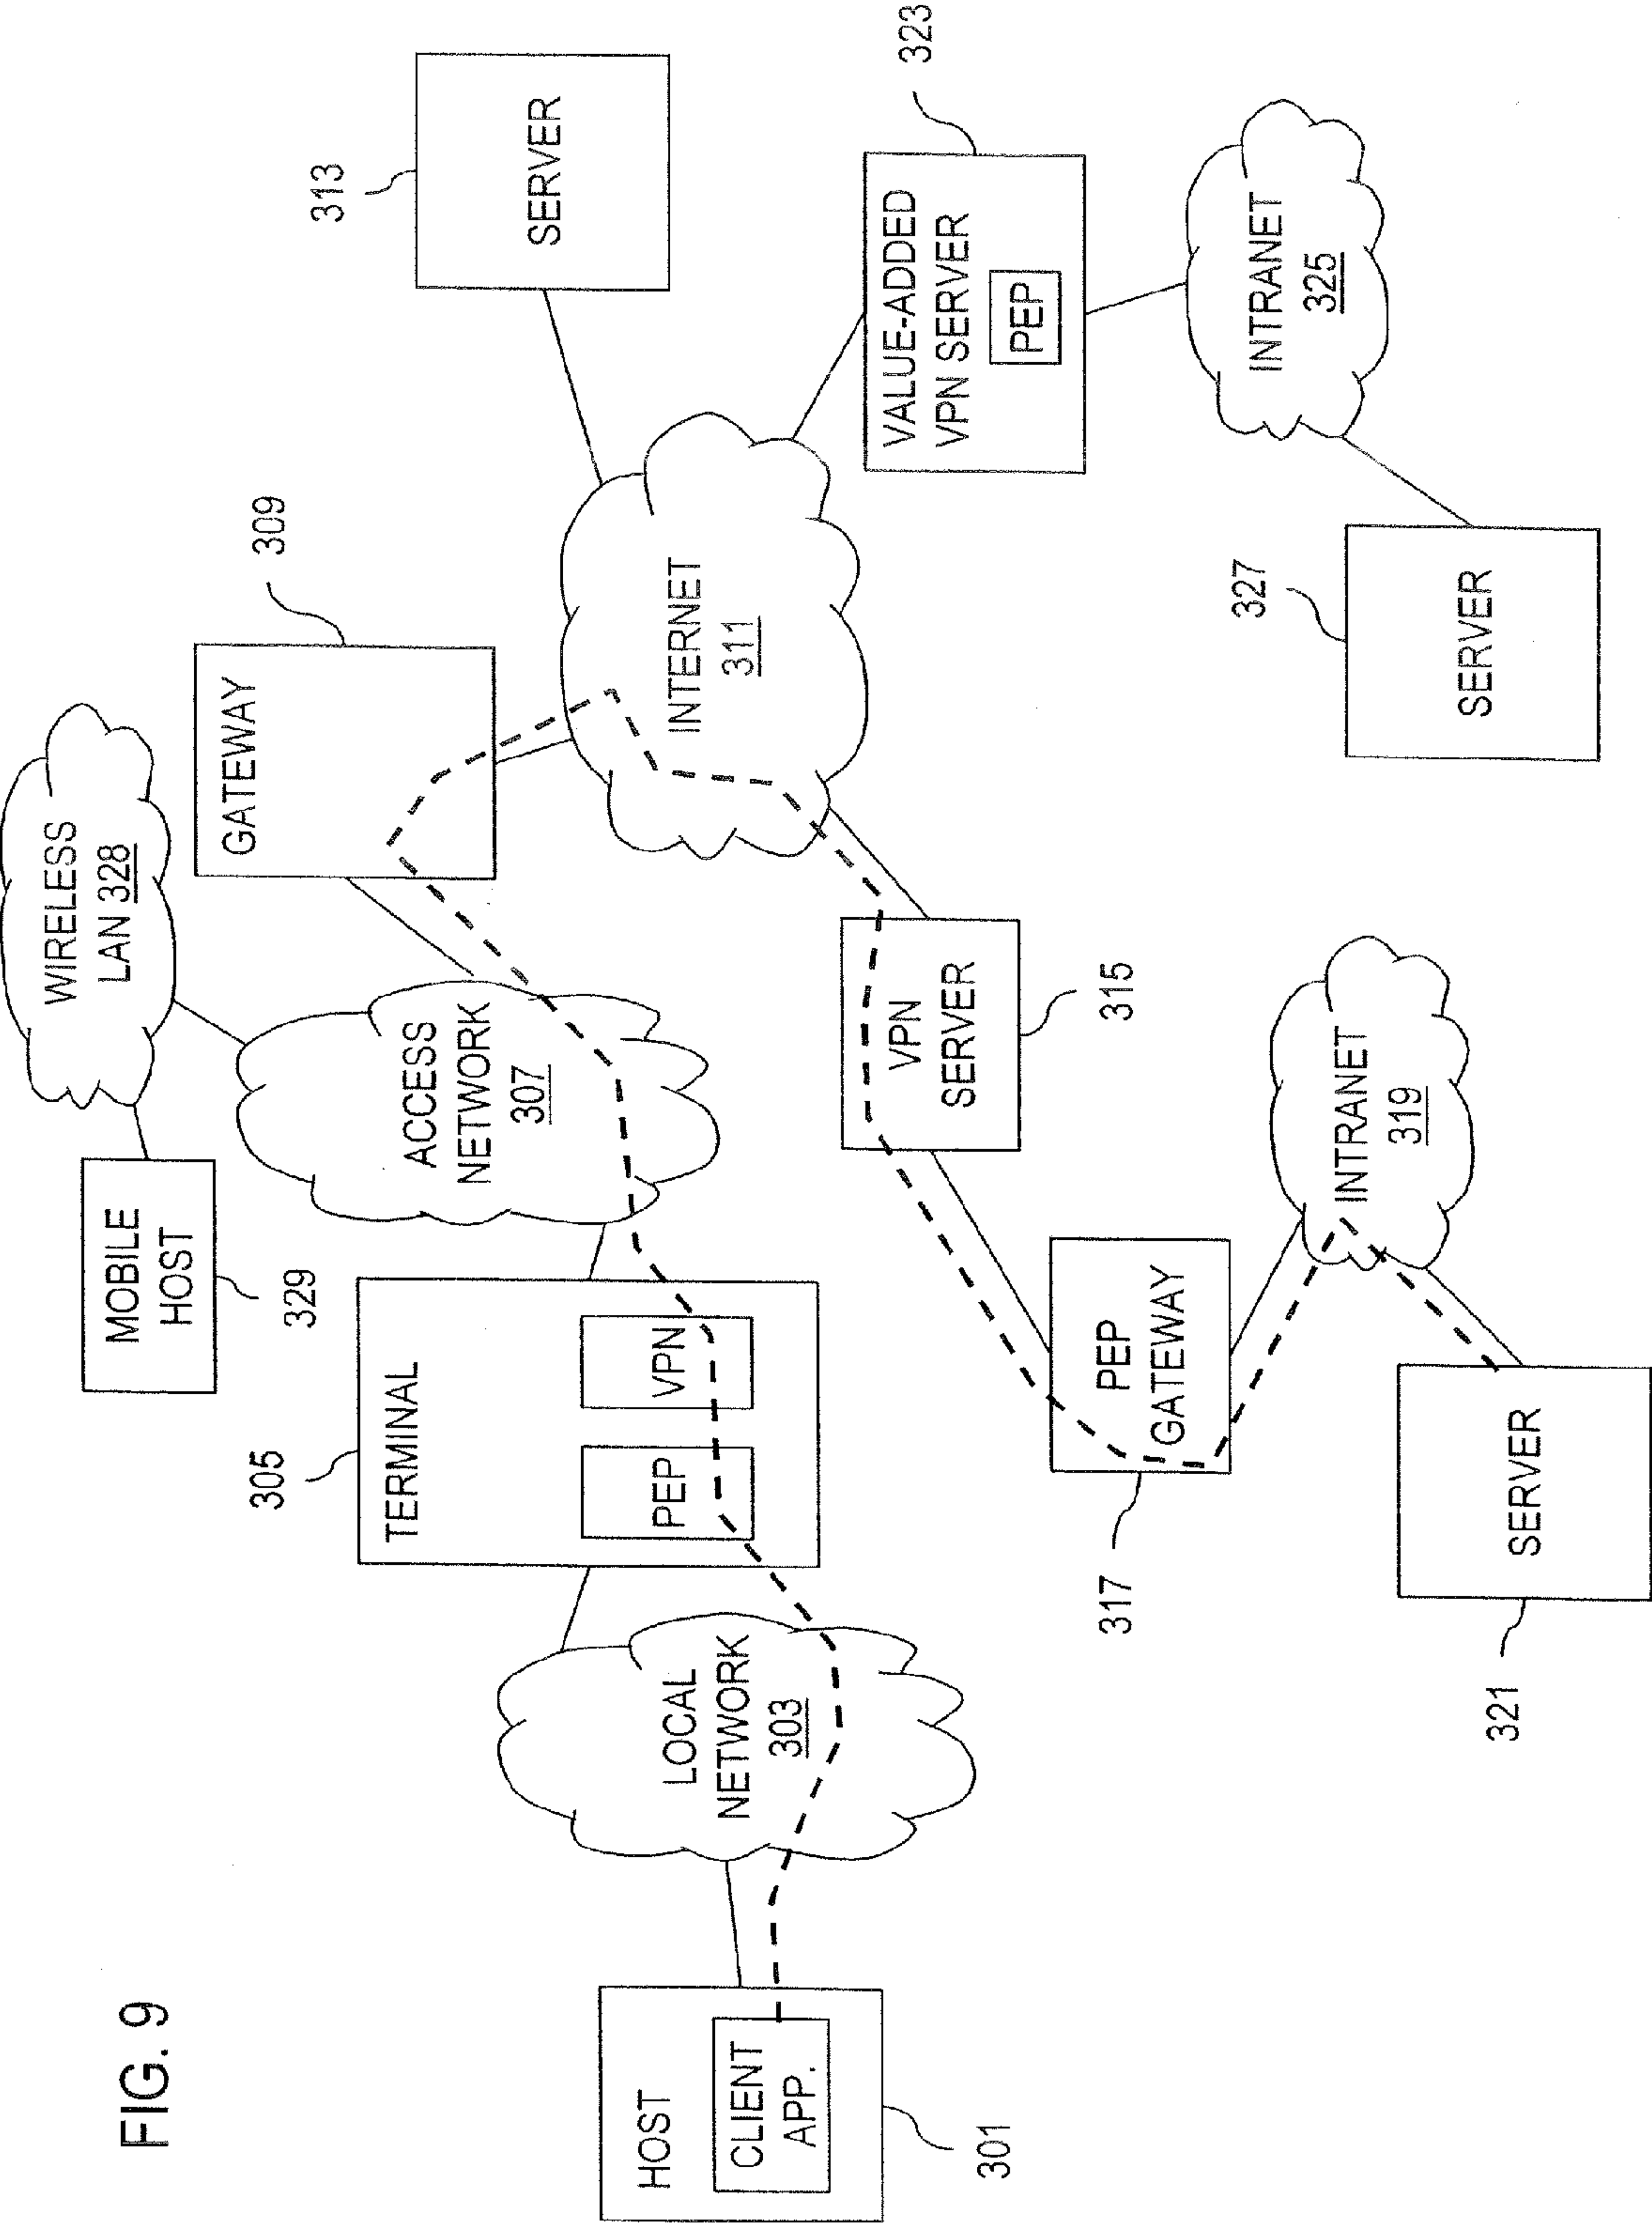 FIG. 9
HOST
CLIENT
APP.
301
LOCAL
NETWORK
303
TERMINAL
PEP
VPN
305
MOBILE
HOST
329
WIRELESS
LAN 328
ACCESS
NETWORK
307
GATEWAY
309
INTERNET
311
SERVER
313
VPN
SERVER
315
PEP
GATEWAY
317
INTRANET
319
SERVER
321
VALUE-ADDED
VPN SERVER
PEP
323
INTRANET
325
SERVER
327